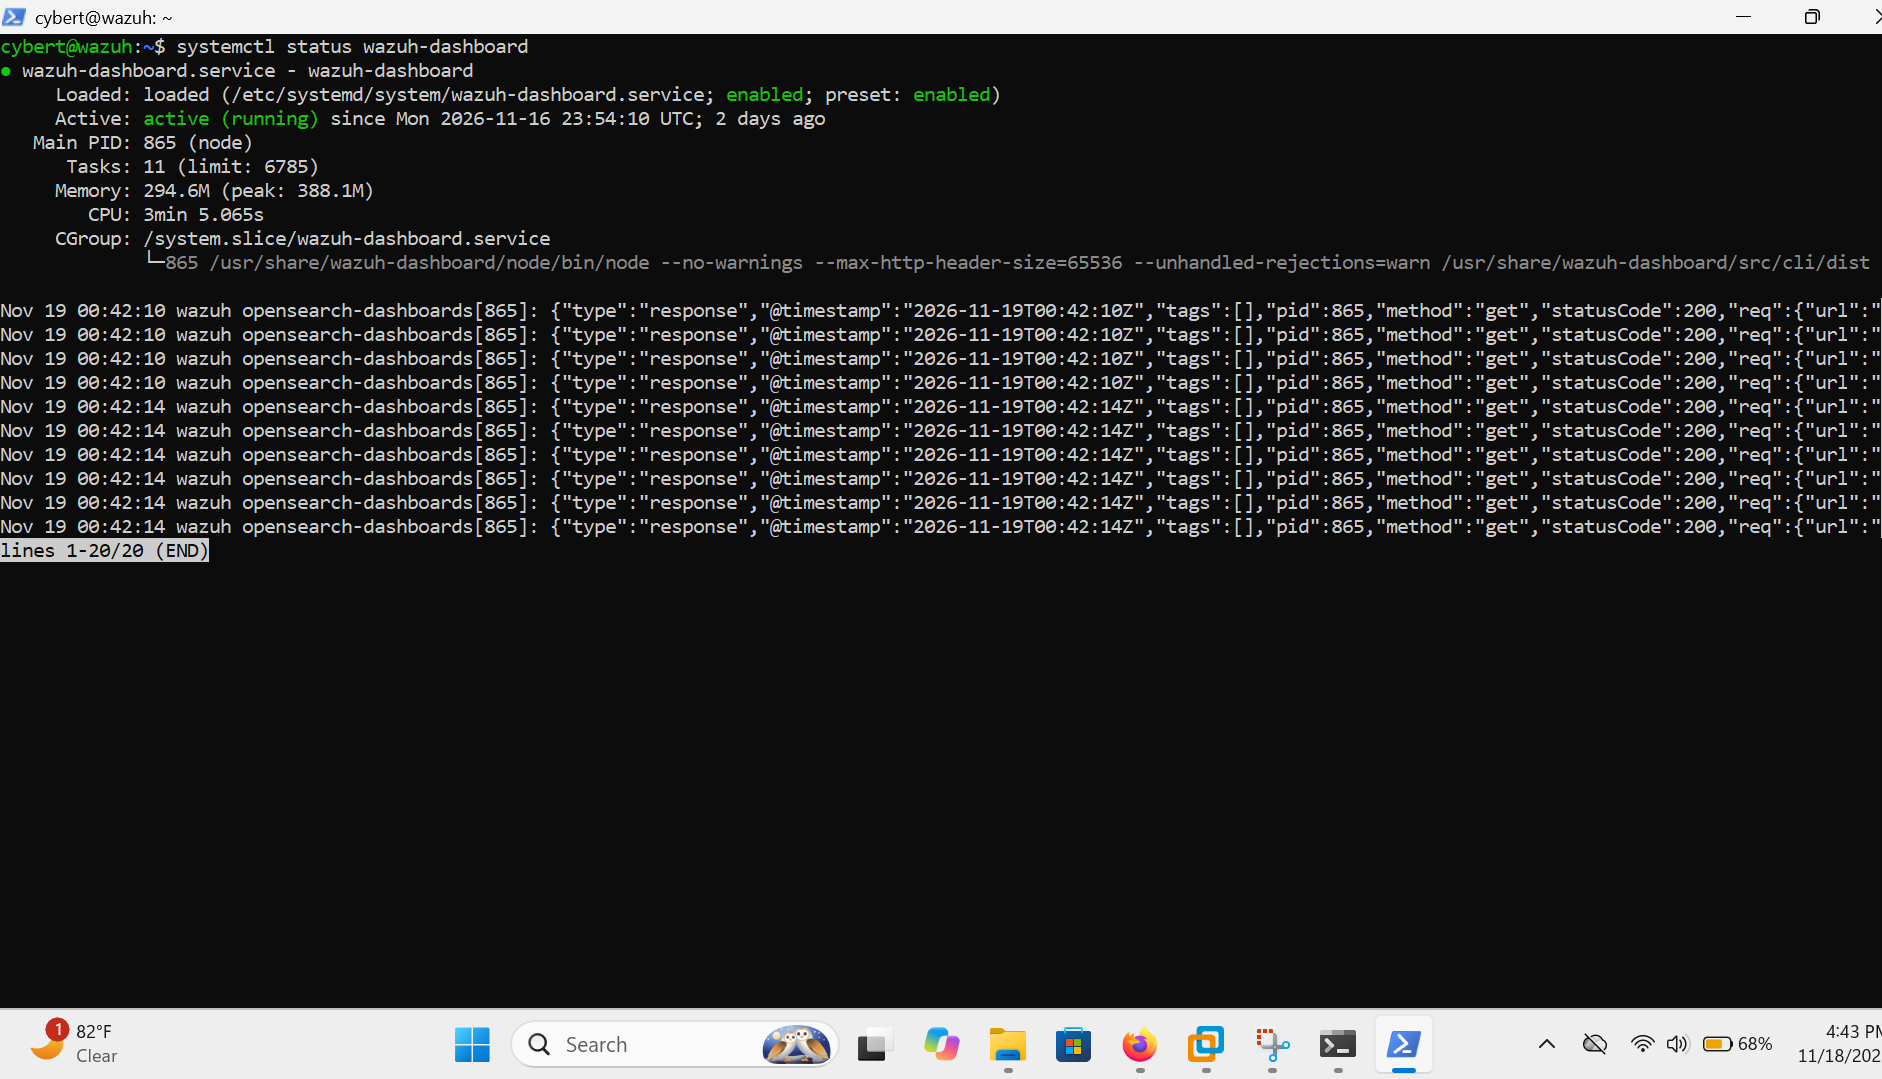 cybert@wazuh: ~
cybert@wazuh:~$ systemctl status wazuh-dashboard
● wazuh-dashboard.service - wazuh-dashboard
     Loaded: loaded (/etc/systemd/system/wazuh-dashboard.service; enabled; preset: enabled)
     Active: active (running) since Mon 2026-11-16 23:54:10 UTC; 2 days ago
   Main PID: 865 (node)
      Tasks: 11 (limit: 6785)
     Memory: 294.6M (peak: 388.1M)
        CPU: 3min 5.065s
     CGroup: /system.slice/wazuh-dashboard.service
             └─865 /usr/share/wazuh-dashboard/node/bin/node --no-warnings --max-http-header-size=65536 --unhandled-rejections=warn /usr/share/wazuh-dashboard/src/cli/dist
Nov 19 00:42:10 wazuh opensearch-dashboards[865]: {"type":"response","@timestamp":"2026-11-19T00:42:10Z","tags":[],"pid":865,"method":"get","statusCode":200,"req":{"url":"
Nov 19 00:42:10 wazuh opensearch-dashboards[865]: {"type":"response","@timestamp":"2026-11-19T00:42:10Z","tags":[],"pid":865,"method":"get","statusCode":200,"req":{"url":"
Nov 19 00:42:10 wazuh opensearch-dashboards[865]: {"type":"response","@timestamp":"2026-11-19T00:42:10Z","tags":[],"pid":865,"method":"get","statusCode":200,"req":{"url":"
Nov 19 00:42:10 wazuh opensearch-dashboards[865]: {"type":"response","@timestamp":"2026-11-19T00:42:10Z","tags":[],"pid":865,"method":"get","statusCode":200,"req":{"url":"
Nov 19 00:42:14 wazuh opensearch-dashboards[865]: {"type":"response","@timestamp":"2026-11-19T00:42:14Z","tags":[],"pid":865,"method":"get","statusCode":200,"req":{"url":"
Nov 19 00:42:14 wazuh opensearch-dashboards[865]: {"type":"response","@timestamp":"2026-11-19T00:42:14Z","tags":[],"pid":865,"method":"get","statusCode":200,"req":{"url":"
Nov 19 00:42:14 wazuh opensearch-dashboards[865]: {"type":"response","@timestamp":"2026-11-19T00:42:14Z","tags":[],"pid":865,"method":"get","statusCode":200,"req":{"url":"
Nov 19 00:42:14 wazuh opensearch-dashboards[865]: {"type":"response","@timestamp":"2026-11-19T00:42:14Z","tags":[],"pid":865,"method":"get","statusCode":200,"req":{"url":"
Nov 19 00:42:14 wazuh opensearch-dashboards[865]: {"type":"response","@timestamp":"2026-11-19T00:42:14Z","tags":[],"pid":865,"method":"get","statusCode":200,"req":{"url":"
Nov 19 00:42:14 wazuh opensearch-dashboards[865]: {"type":"response","@timestamp":"2026-11-19T00:42:14Z","tags":[],"pid":865,"method":"get","statusCode":200,"req":{"url":"
lines 1-20/20 (END)
1
82°F
Clear
Search
68%
4:43 PM
11/18/202